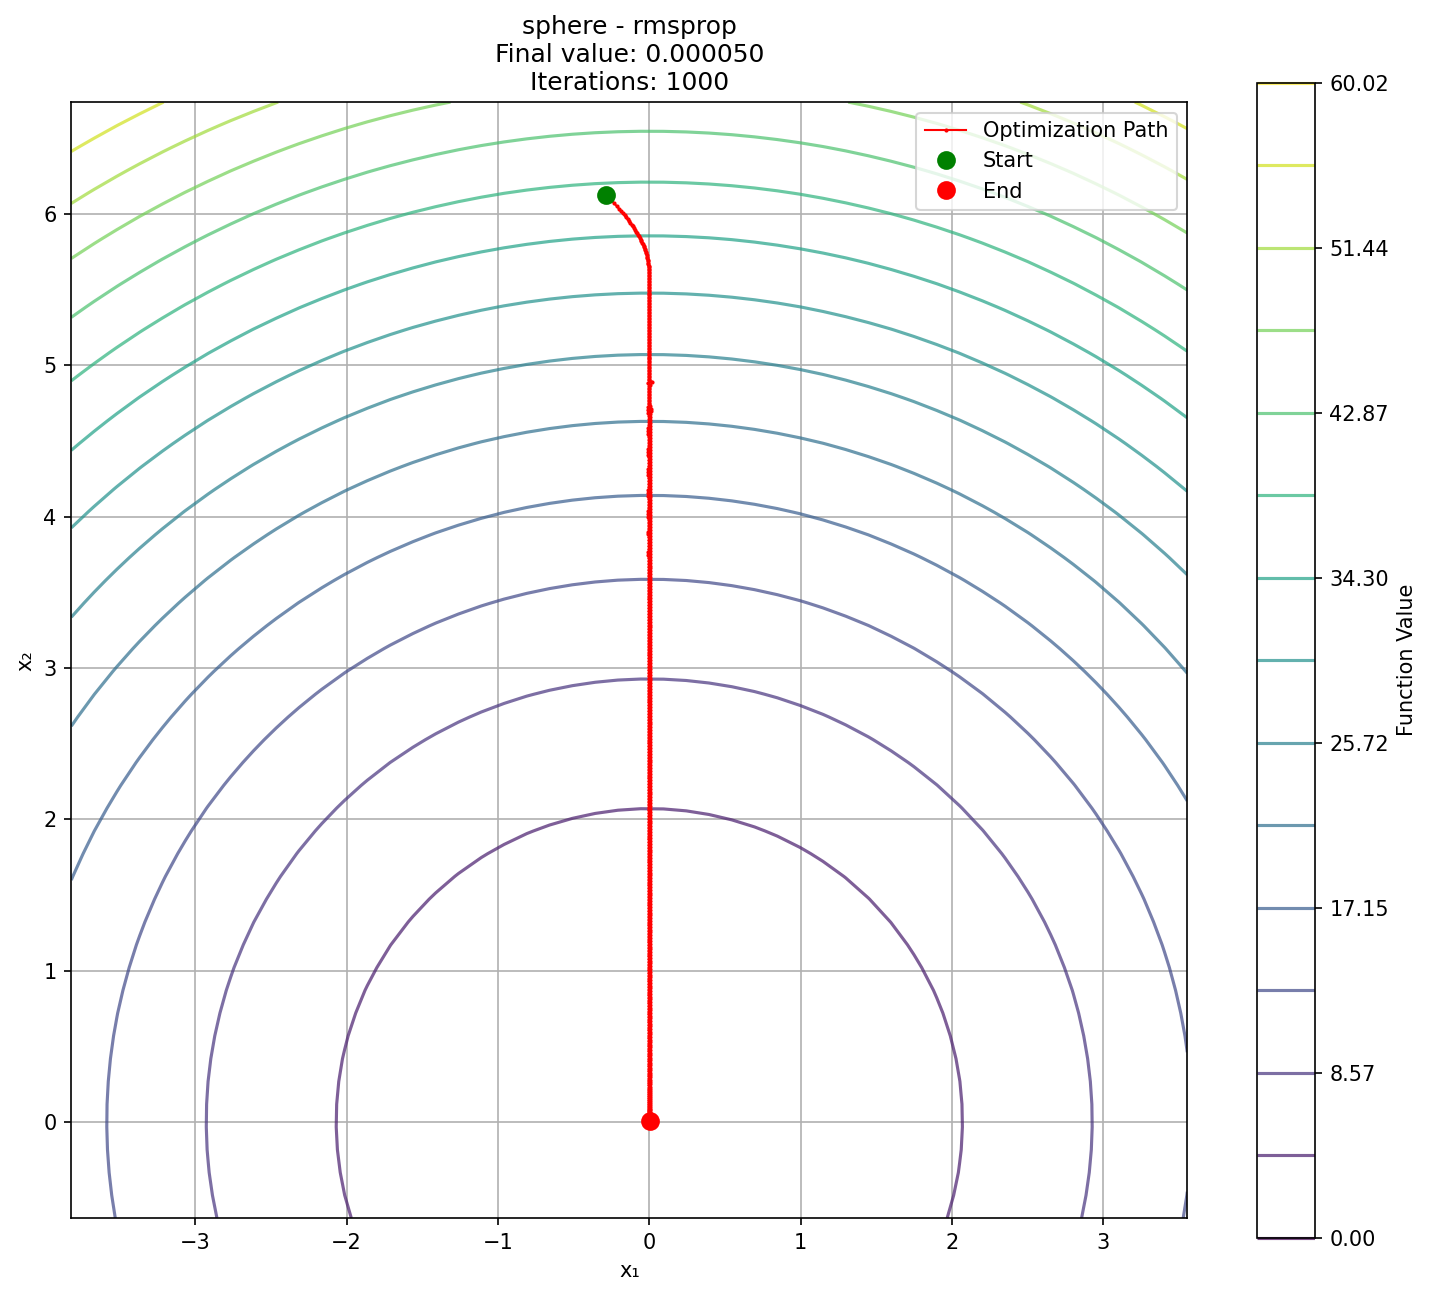 sphere - rmsprop
Final value: 0.000050
Iterations: 1000
Optimization Path
Start
End
6
5
4
3
2
1
0
x₂
−3
−2
−1
0
1
2
3
x₁
60.02
51.44
42.87
34.30
25.72
17.15
8.57
0.00
Function Value